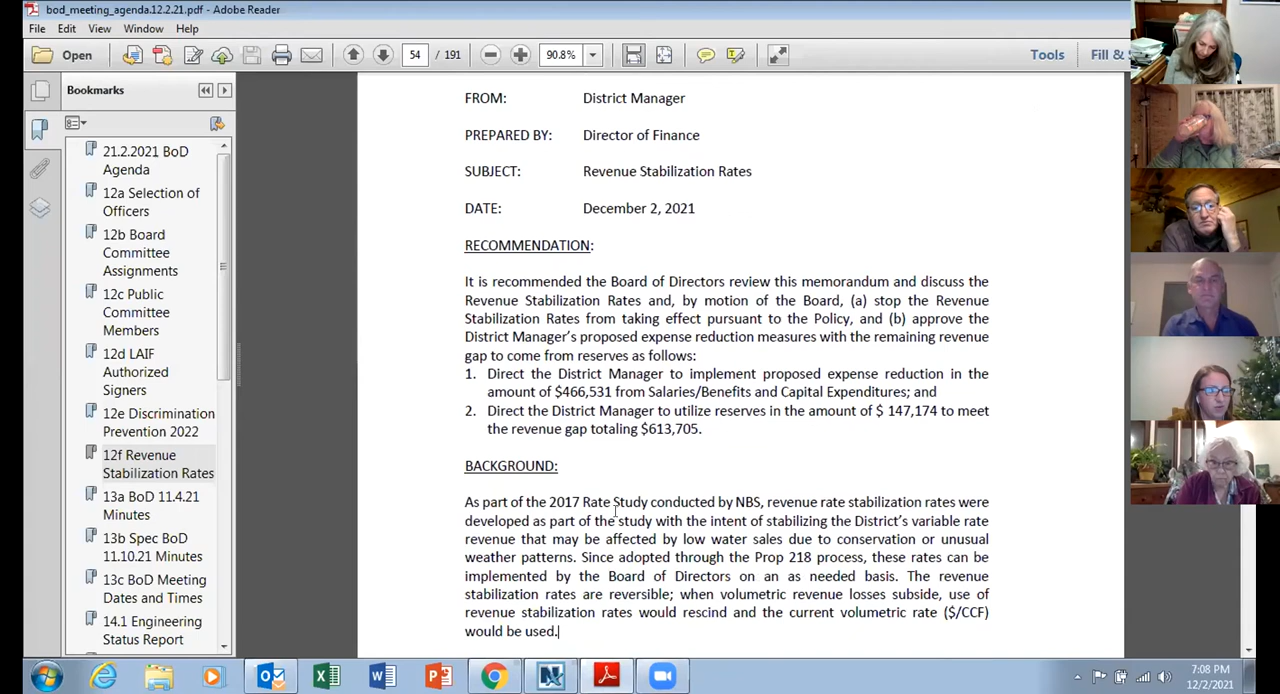 bod_meeting_agenda.12.2.21.pdf - Adobe Reader
File Edit View Window Help
Open 54 / 191 90.8% Tools Fill &
Bookmarks
21.2.2021 BoD
Agenda
12a Selection of
Officers
12b Board
Committee
Assignments
12c Public
Committee
Members
12d LAIF
Authorized
Signers
12e Discrimination
Prevention 2022
12f Revenue
Stabilization Rates
13a BoD 11.4.21
Minutes
13b Spec BoD
11.10.21 Minutes
13c BoD Meeting
Dates and Times
14.1 Engineering
Status Report
FROM: District Manager
PREPARED BY: Director of Finance
SUBJECT: Revenue Stabilization Rates
DATE: December 2, 2021
RECOMMENDATION:
It is recommended the Board of Directors review this memorandum and discuss the
Revenue Stabilization Rates and, by motion of the Board, (a) stop the Revenue
Stabilization Rates from taking effect pursuant to the Policy, and (b) approve the
District Manager's proposed expense reduction measures with the remaining revenue
gap to come from reserves as follows:
1. Direct the District Manager to implement proposed expense reduction in the
amount of $466,531 from Salaries/Benefits and Capital Expenditures; and
2. Direct the District Manager to utilize reserves in the amount of $ 147,174 to meet
the revenue gap totaling $613,705.
BACKGROUND:
As part of the 2017 Rate Study conducted by NBS, revenue rate stabilization rates were
developed as part of the study with the intent of stabilizing the District's variable rate
revenue that may be affected by low water sales due to conservation or unusual
weather patterns. Since adopted through the Prop 218 process, these rates can be
implemented by the Board of Directors on an as needed basis. The revenue
stabilization rates are reversible; when volumetric revenue losses subside, use of
revenue stabilization rates would rescind and the current volumetric rate ($/CCF)
would be used.
7:08 PM
12/2/2021